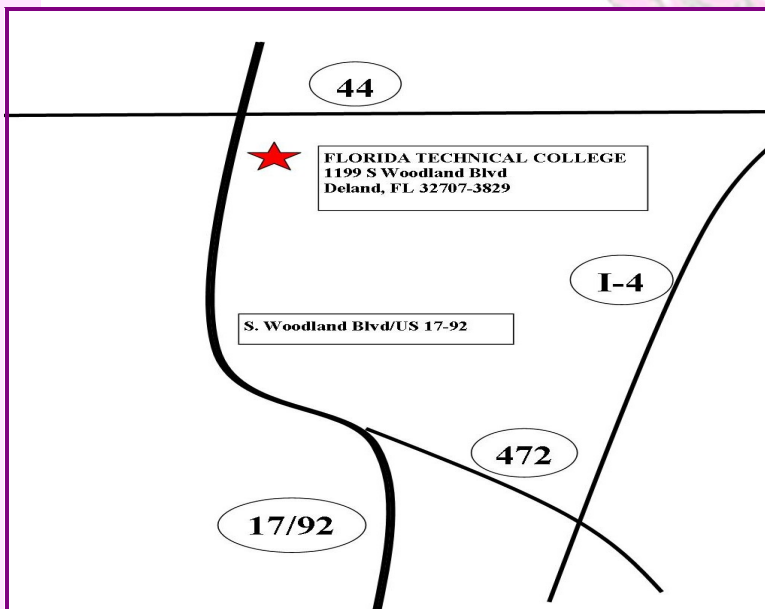 44
FLORIDA TECHNICAL COLLEGE
1199 S Woodland Blvd
Deland, FL 32707-3829
I-4
S. Woodland Blvd/US 17-92
472
17/92